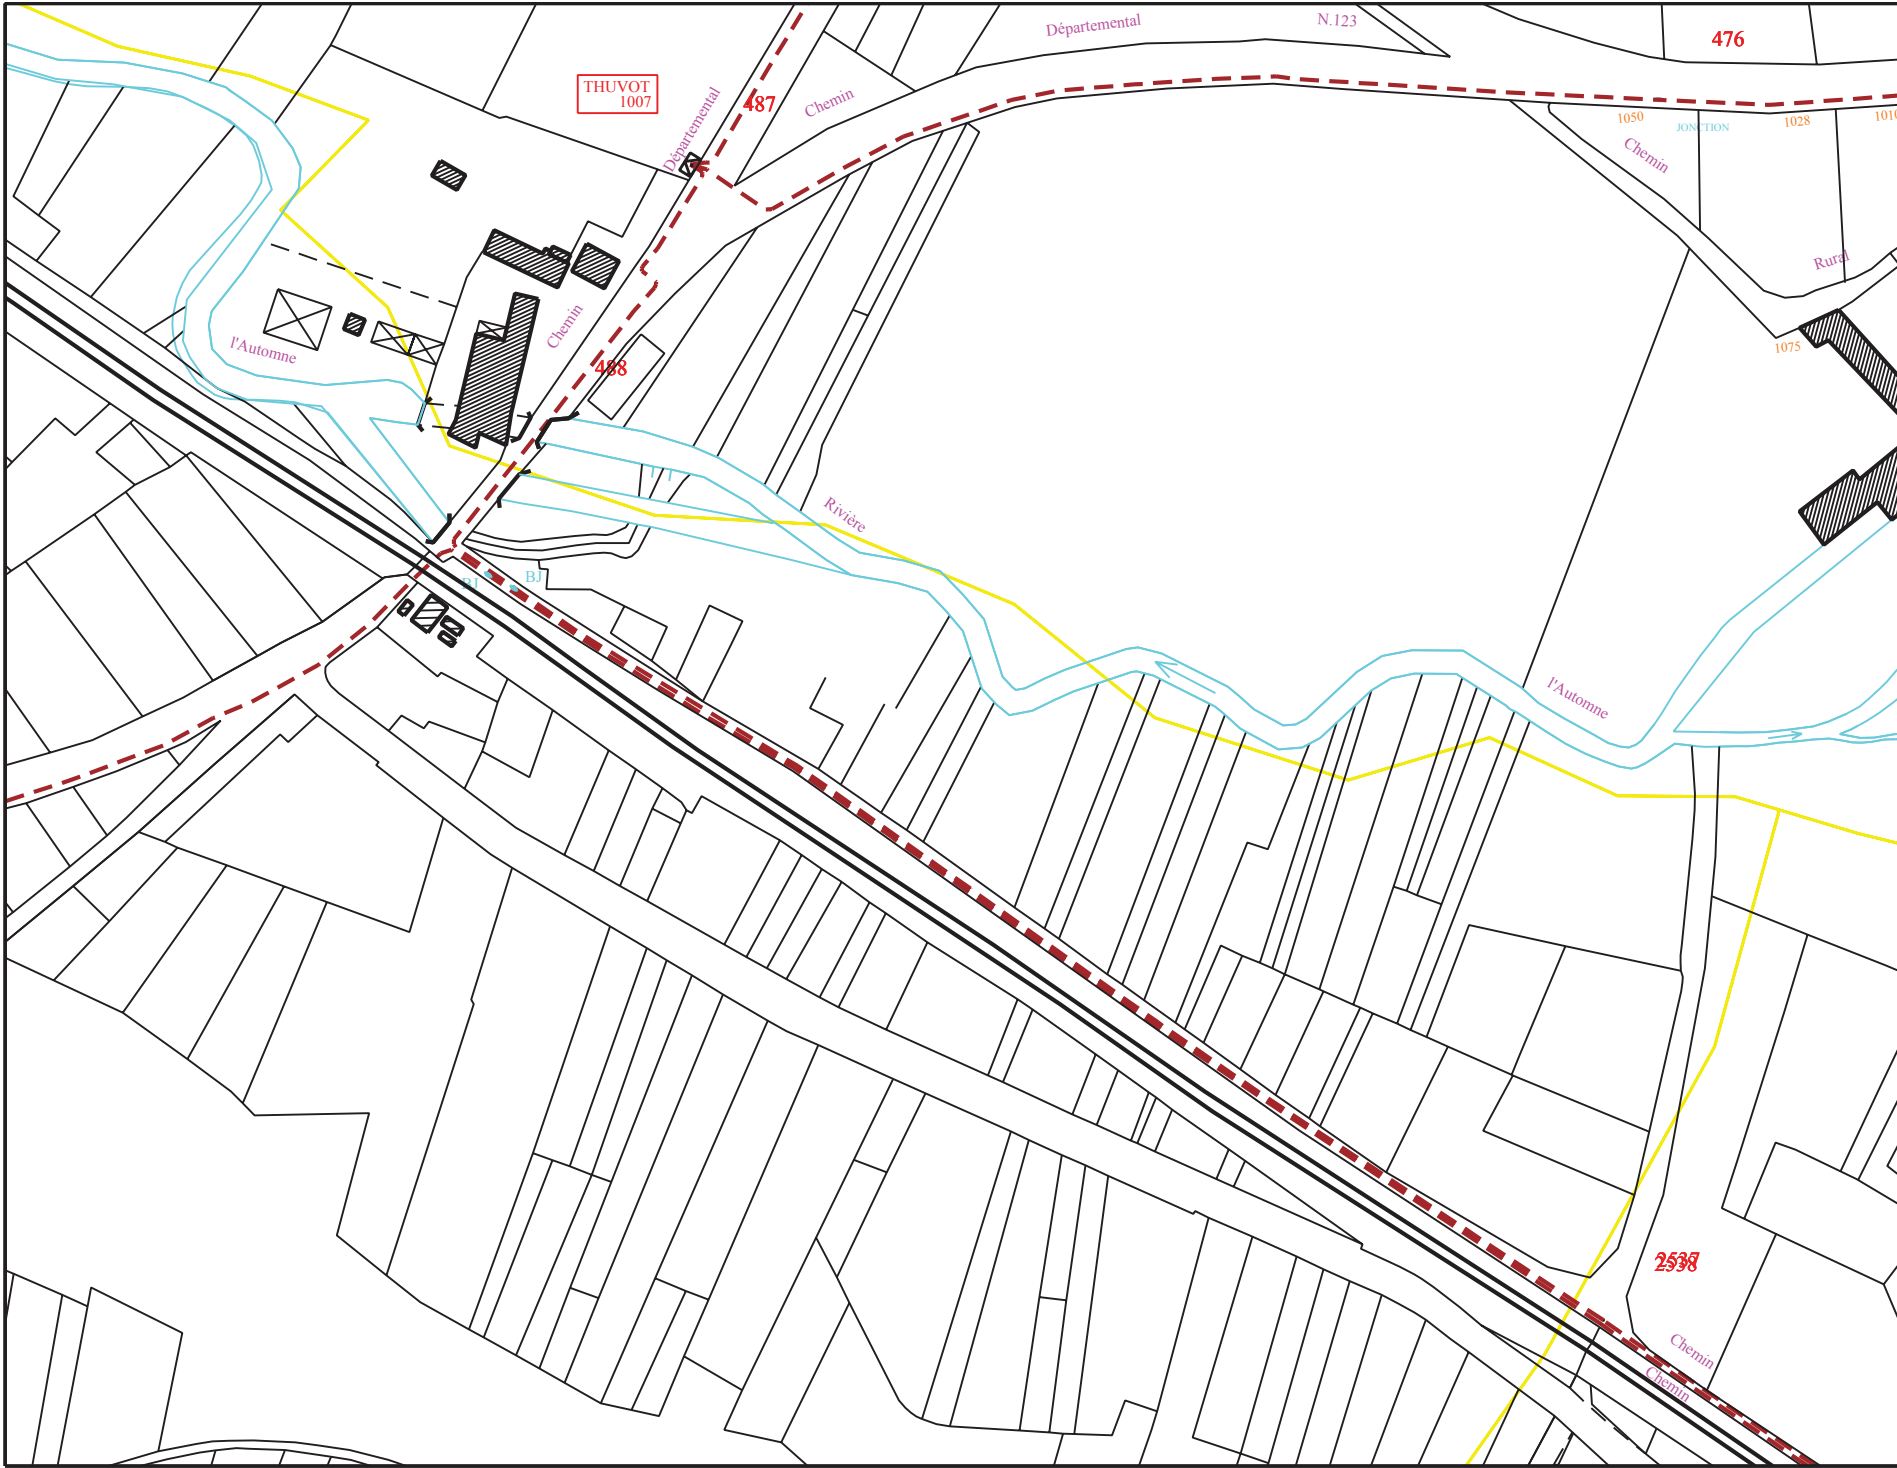 Départemental
N.123
476
THUVOT
1007
487
Chemin
Départemental
1050
JONCTION
1028
1010
Chemin
Rural
Chemin
l'Automne
1075
488
Rivière
BJ
BJ
l'Automne
2537
2538
Chemin
Chemin